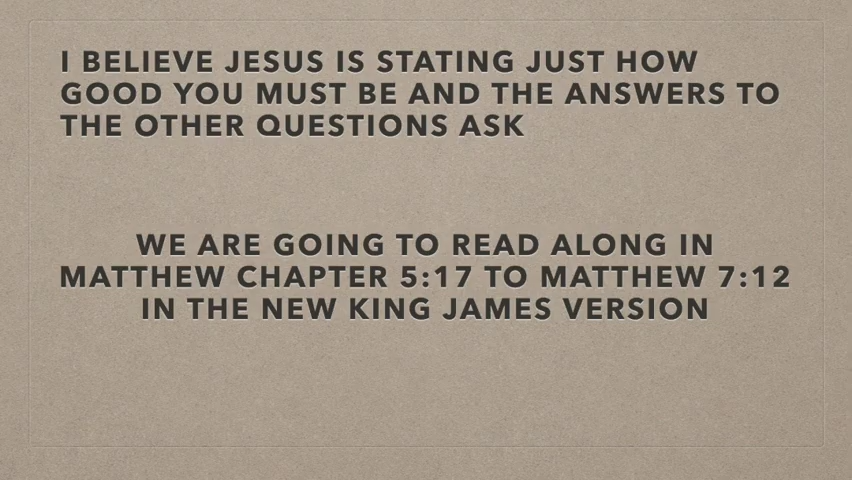 I BELIEVE JESUS IS STATING JUST HOW
GOOD YOU MUST BE AND THE ANSWERS TO
THE OTHER QUESTIONS ASK
WE ARE GOING TO READ ALONG IN
MATTHEW CHAPTER 5:17 TO MATTHEW 7:12
IN THE NEW KING JAMES VERSION